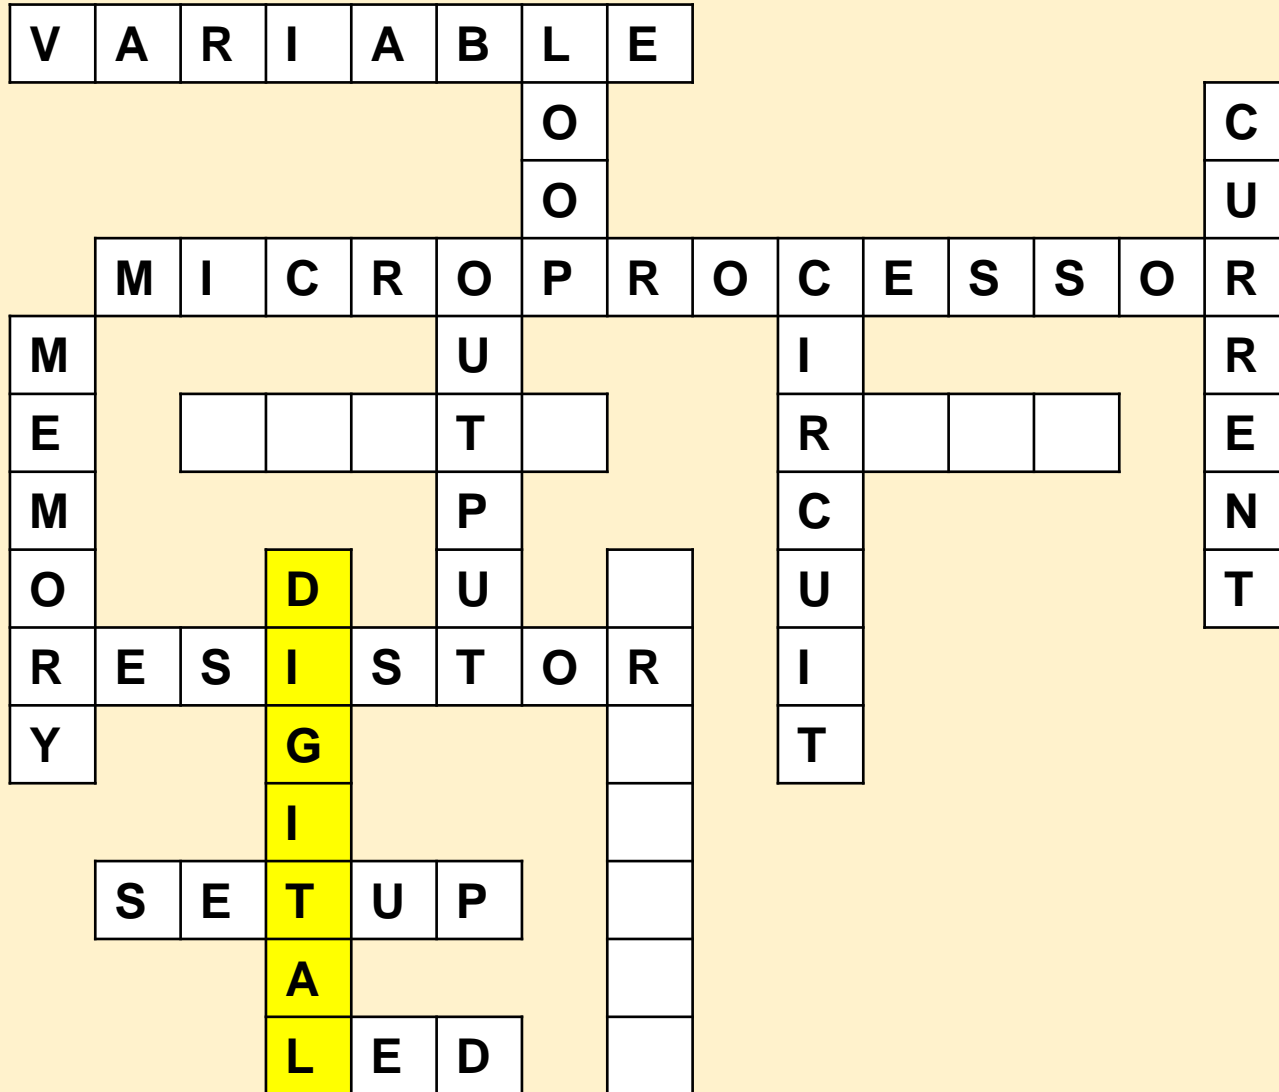 VARIABLE
LOOP
CURRENT
MICROPROCESSOR
OUTPUT
CIRCUIT
MEMORY
DIGITAL
RESISTOR
SETUP
LED